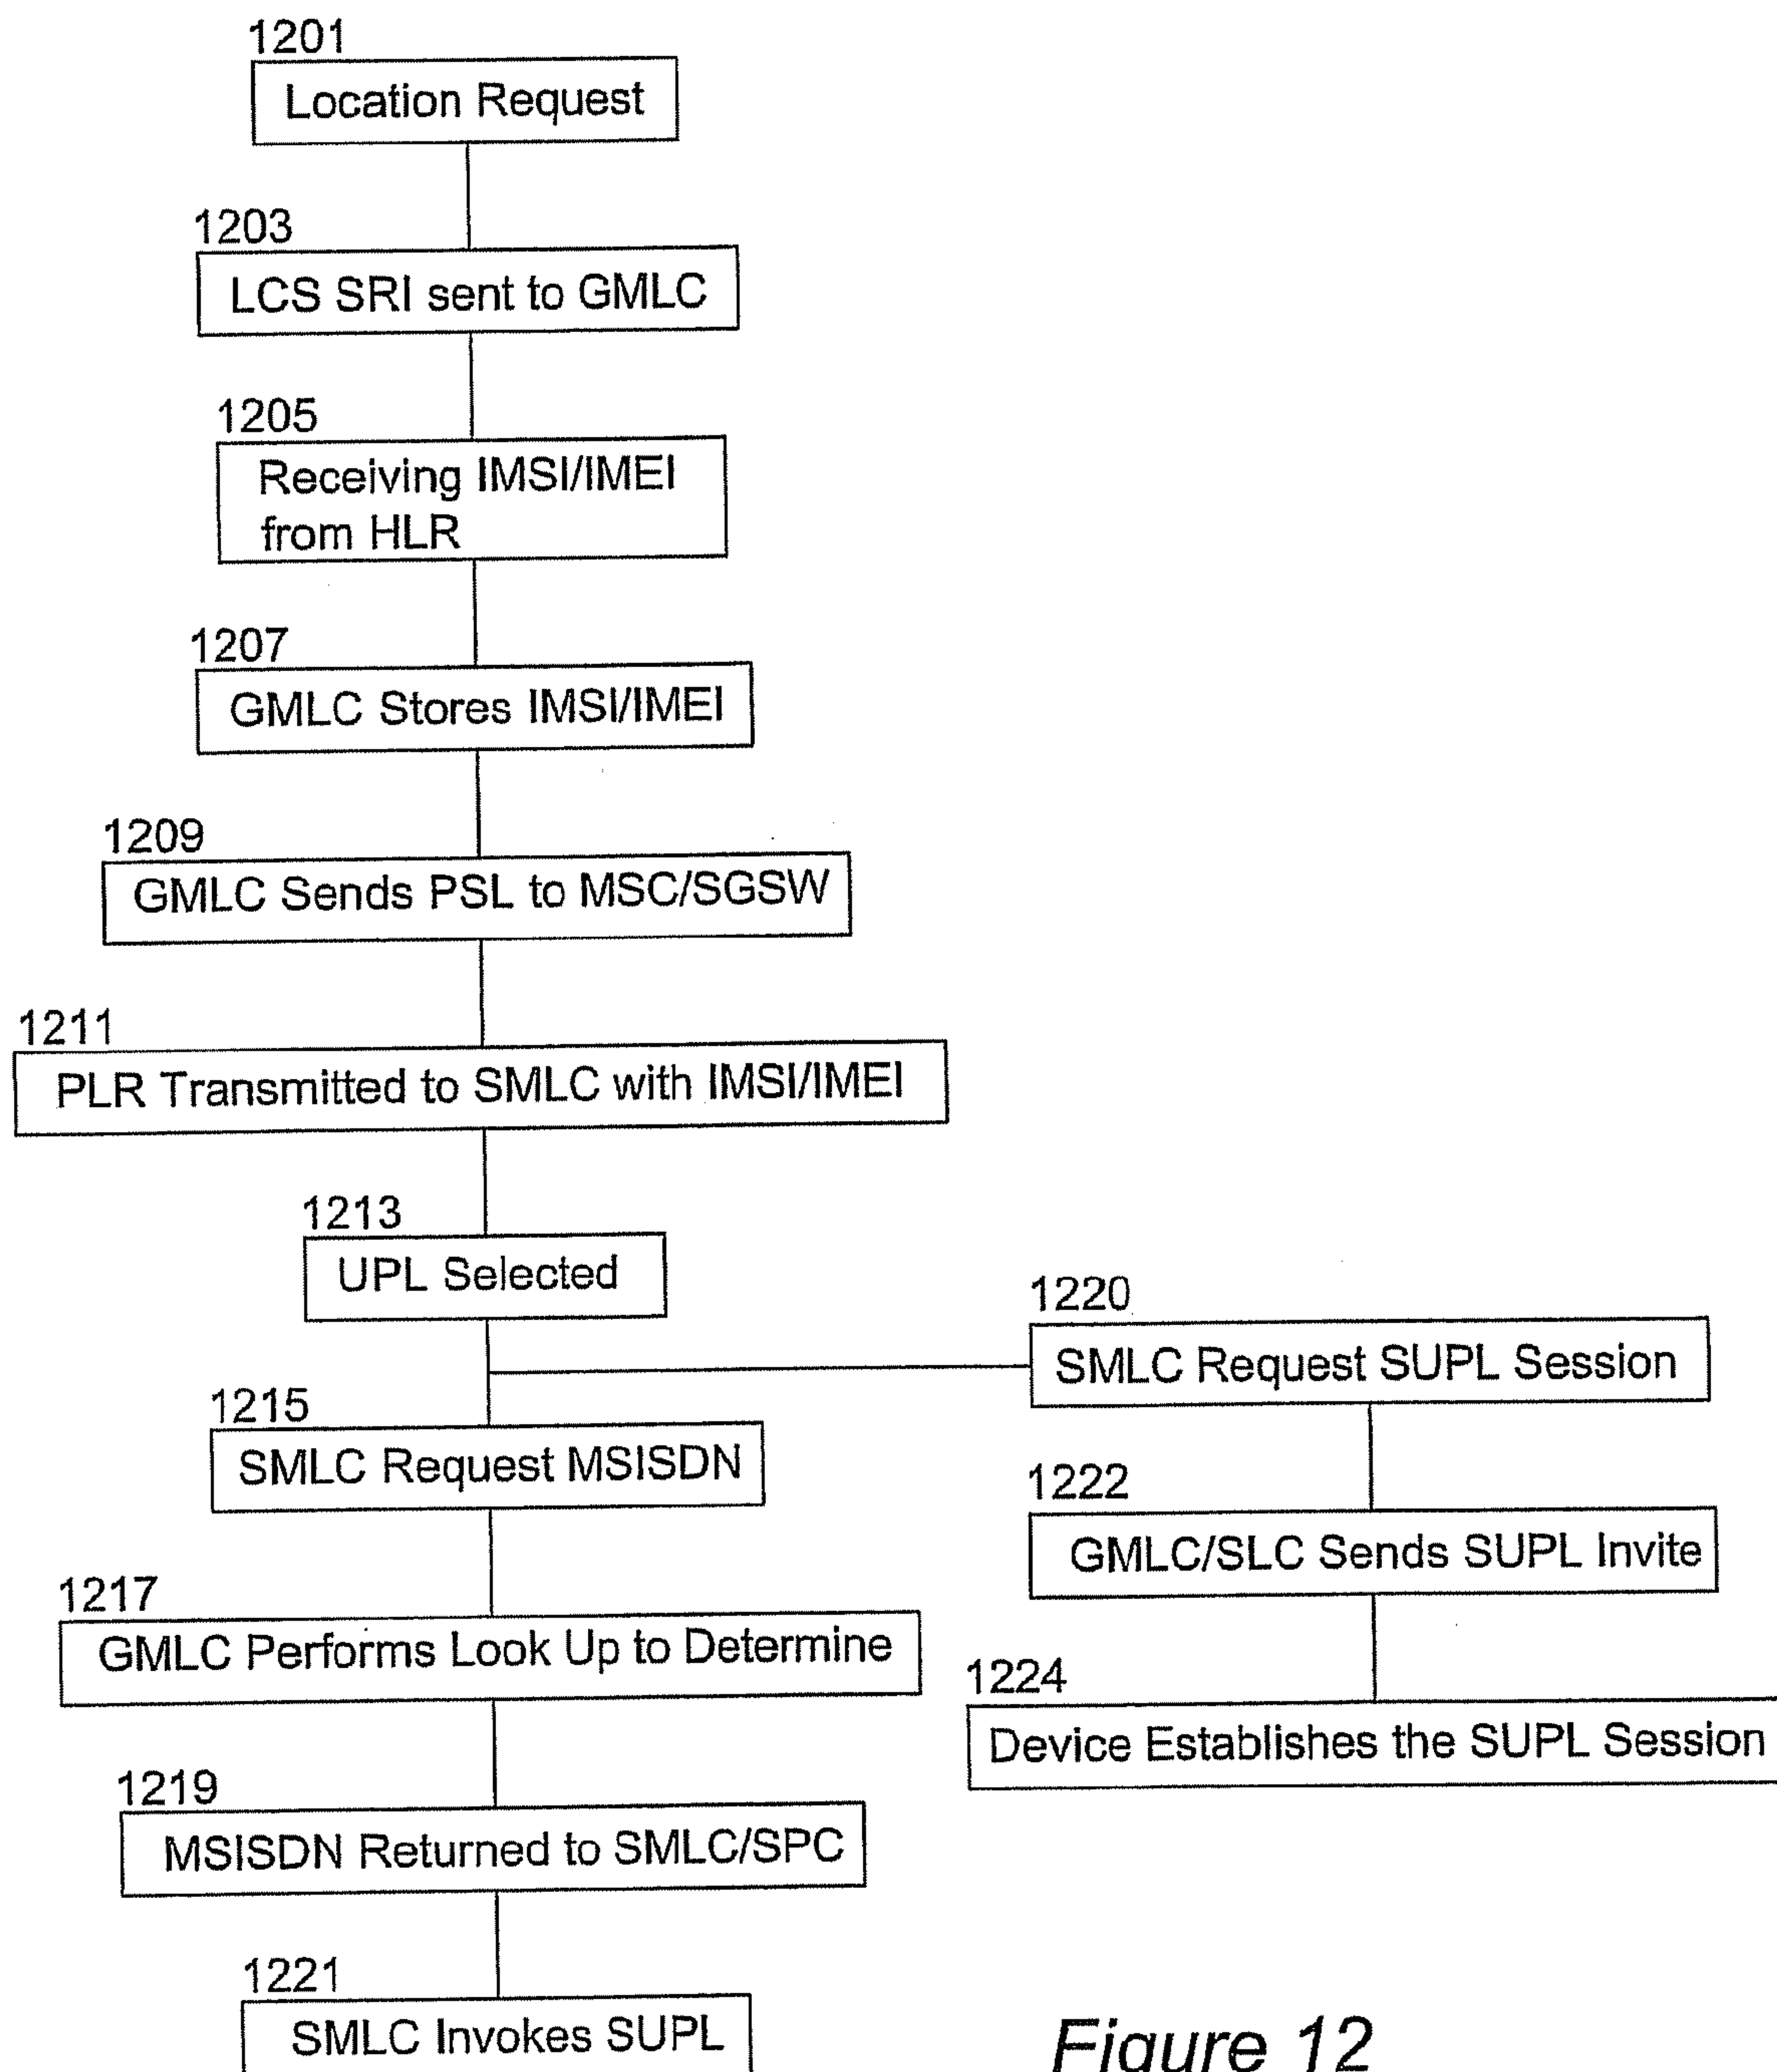 1201
Location Request
1203
LCS SRI sent to GMLC
1205
Receiving IMSI/IMEI
from HLR
1207
GMLC Stores IMSI/IMEI
1209
GMLC Sends PSL to MSC/SGSW
1211
PLR Transmitted to SMLC with IMSI/IMEI
1213
UPL Selected
1215
SMLC Request MSISDN
1217
GMLC Performs Look Up to Determine
1219
MSISDN Returned to SMLC/SPC
1221
SMLC Invokes SUPL
1220
SMLC Request SUPL Session
1222
GMLC/SLC Sends SUPL Invite
1224
Device Establishes the SUPL Session
Figure 12